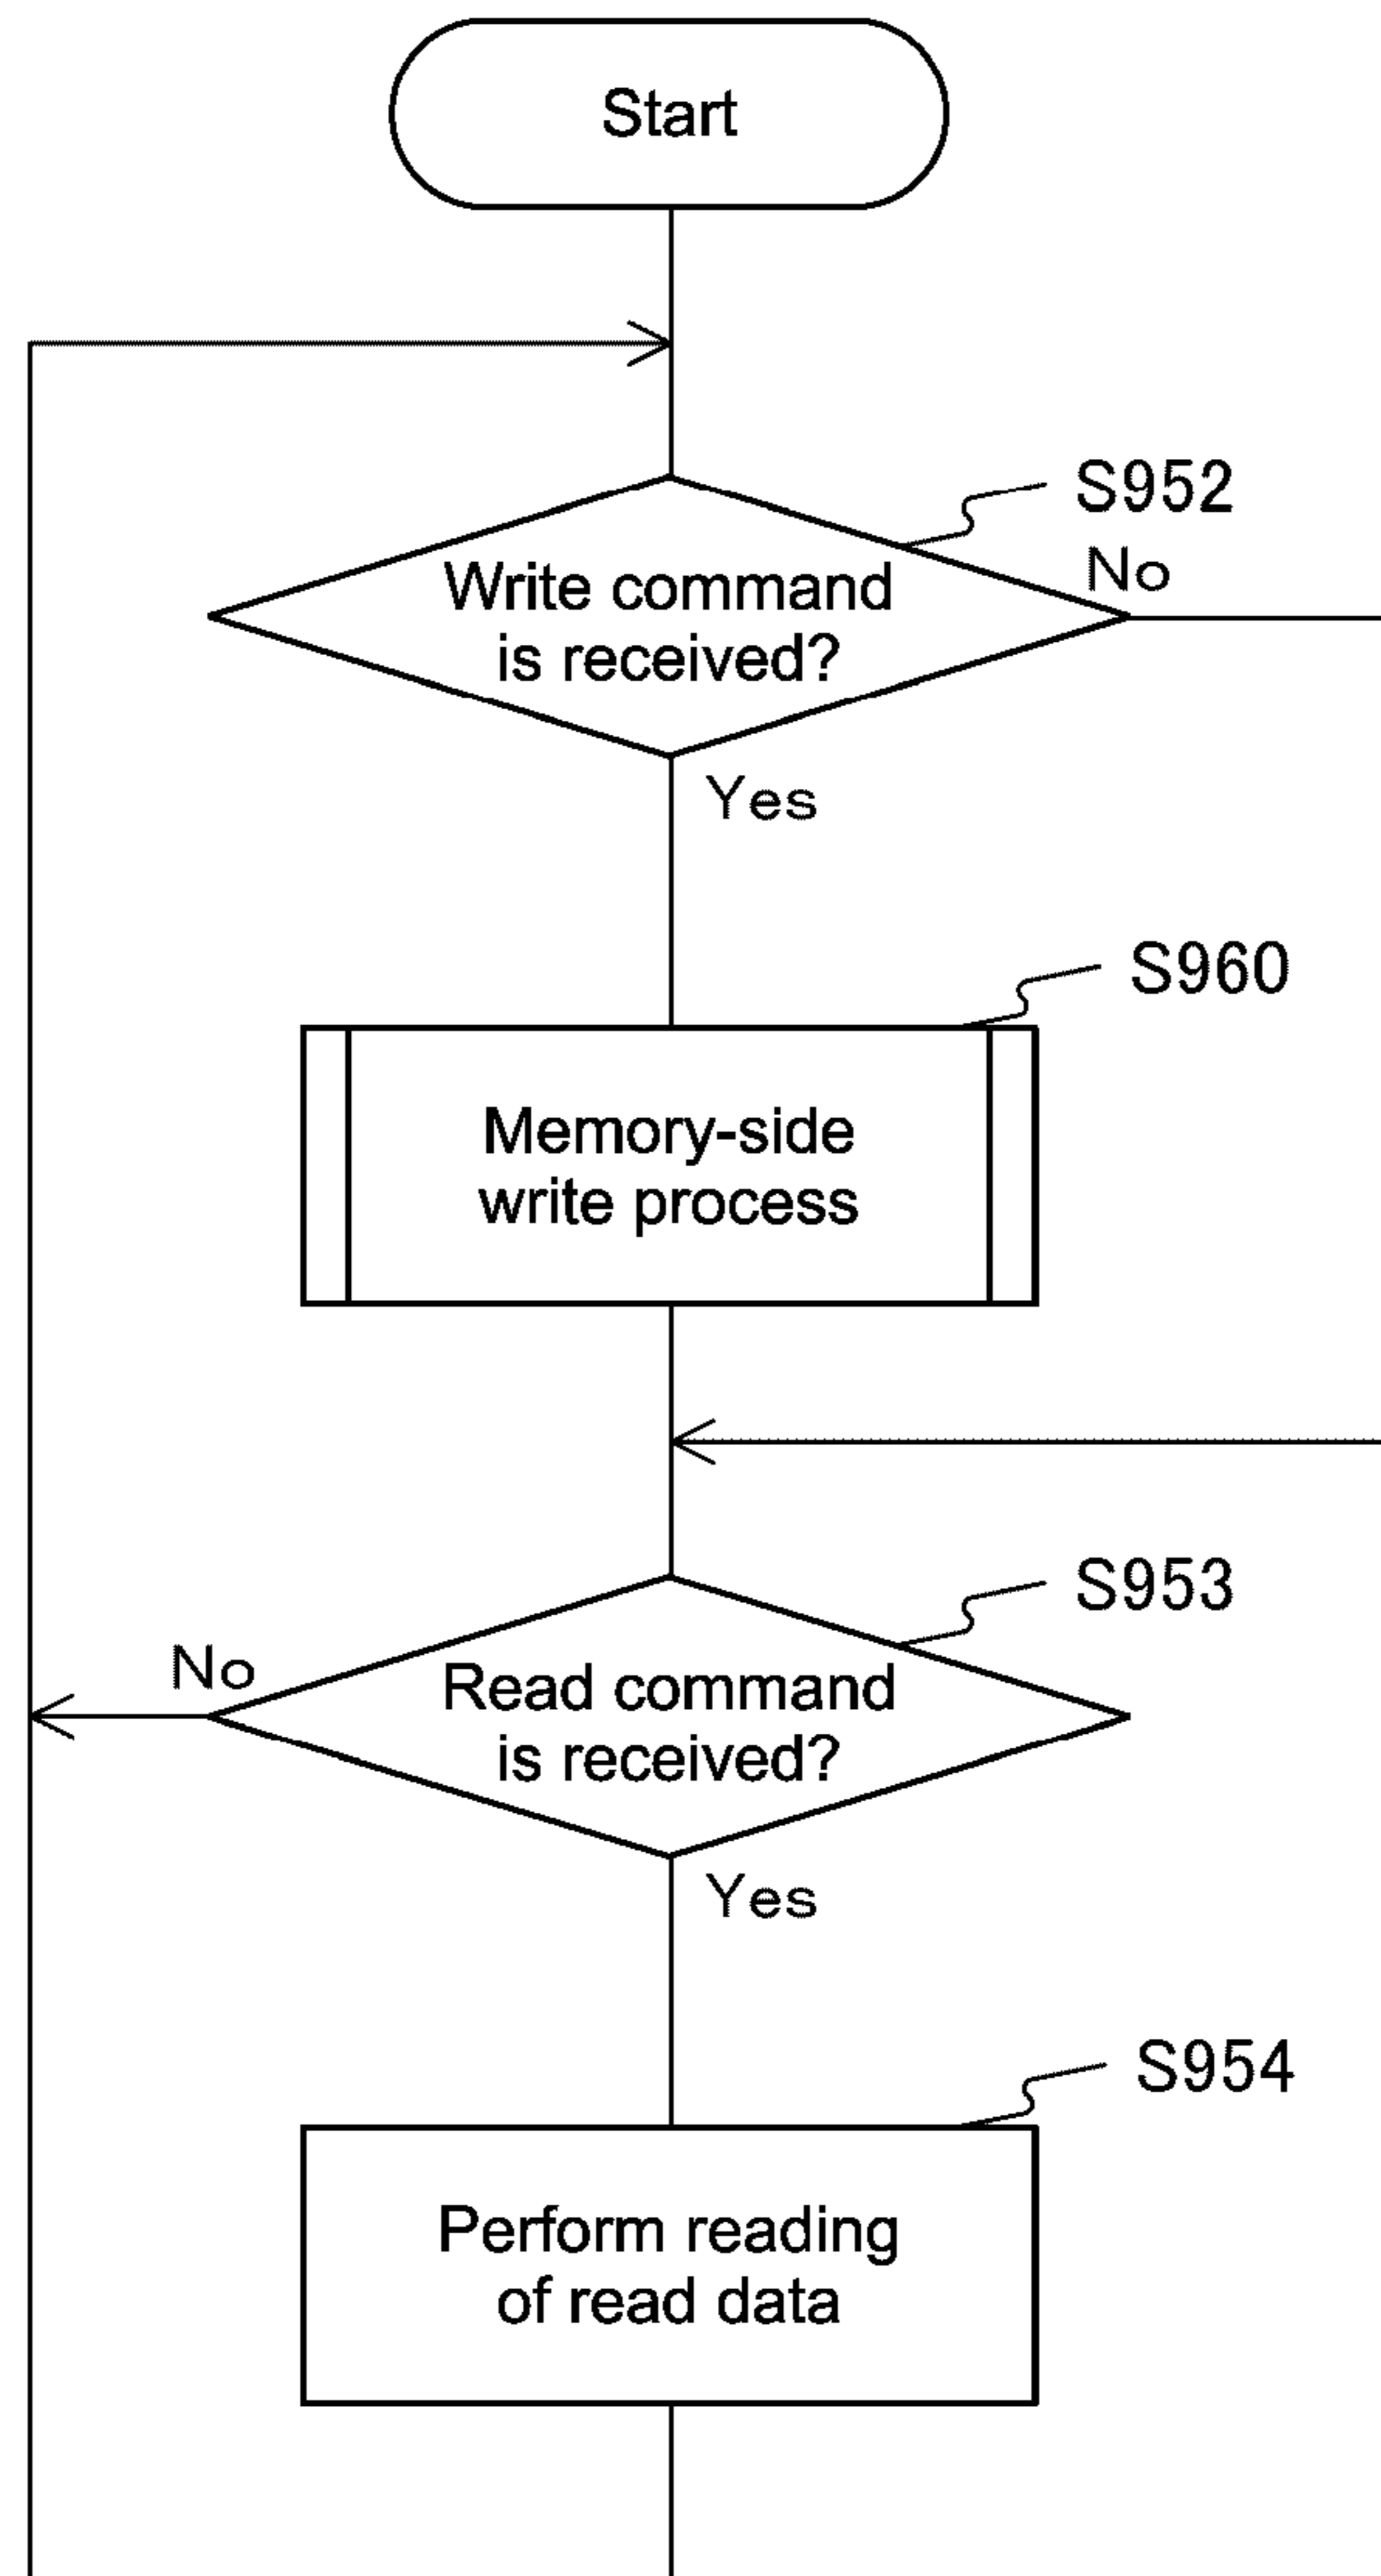 Start
S952
Write command
is received?
No
Yes
S960
Memory-side
write process
S953
No
Read command
is received?
Yes
S954
Perform reading
of read data